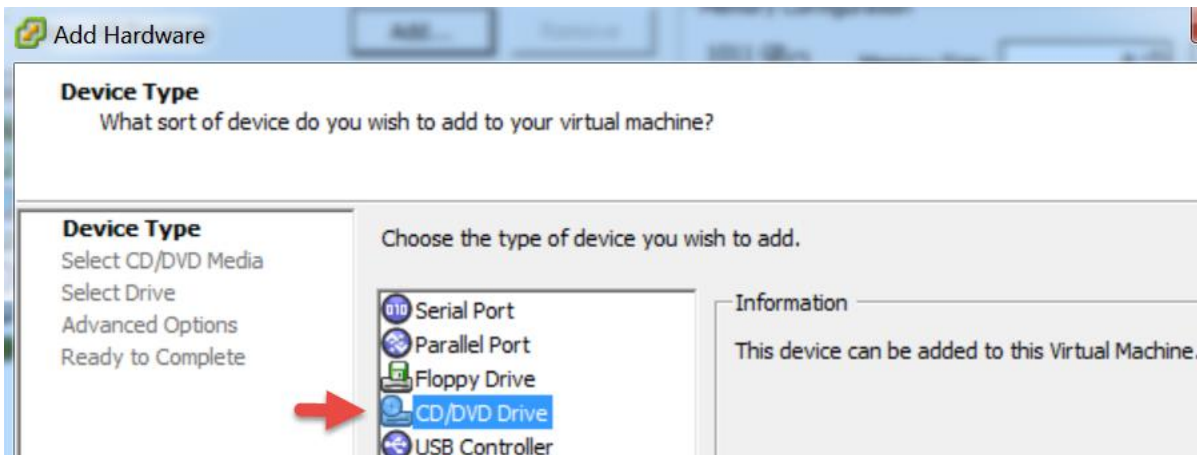 Add Hardware
Device Type
What sort of device do you wish to add to your virtual machine?
Device Type
Select CD/DVD Media
Select Drive
Advanced Options
Ready to Complete
Choose the type of device you wish to add.
Serial Port
Parallel Port
Floppy Drive
CD/DVD Drive
USB Controller
Information
This device can be added to this Virtual Machine.